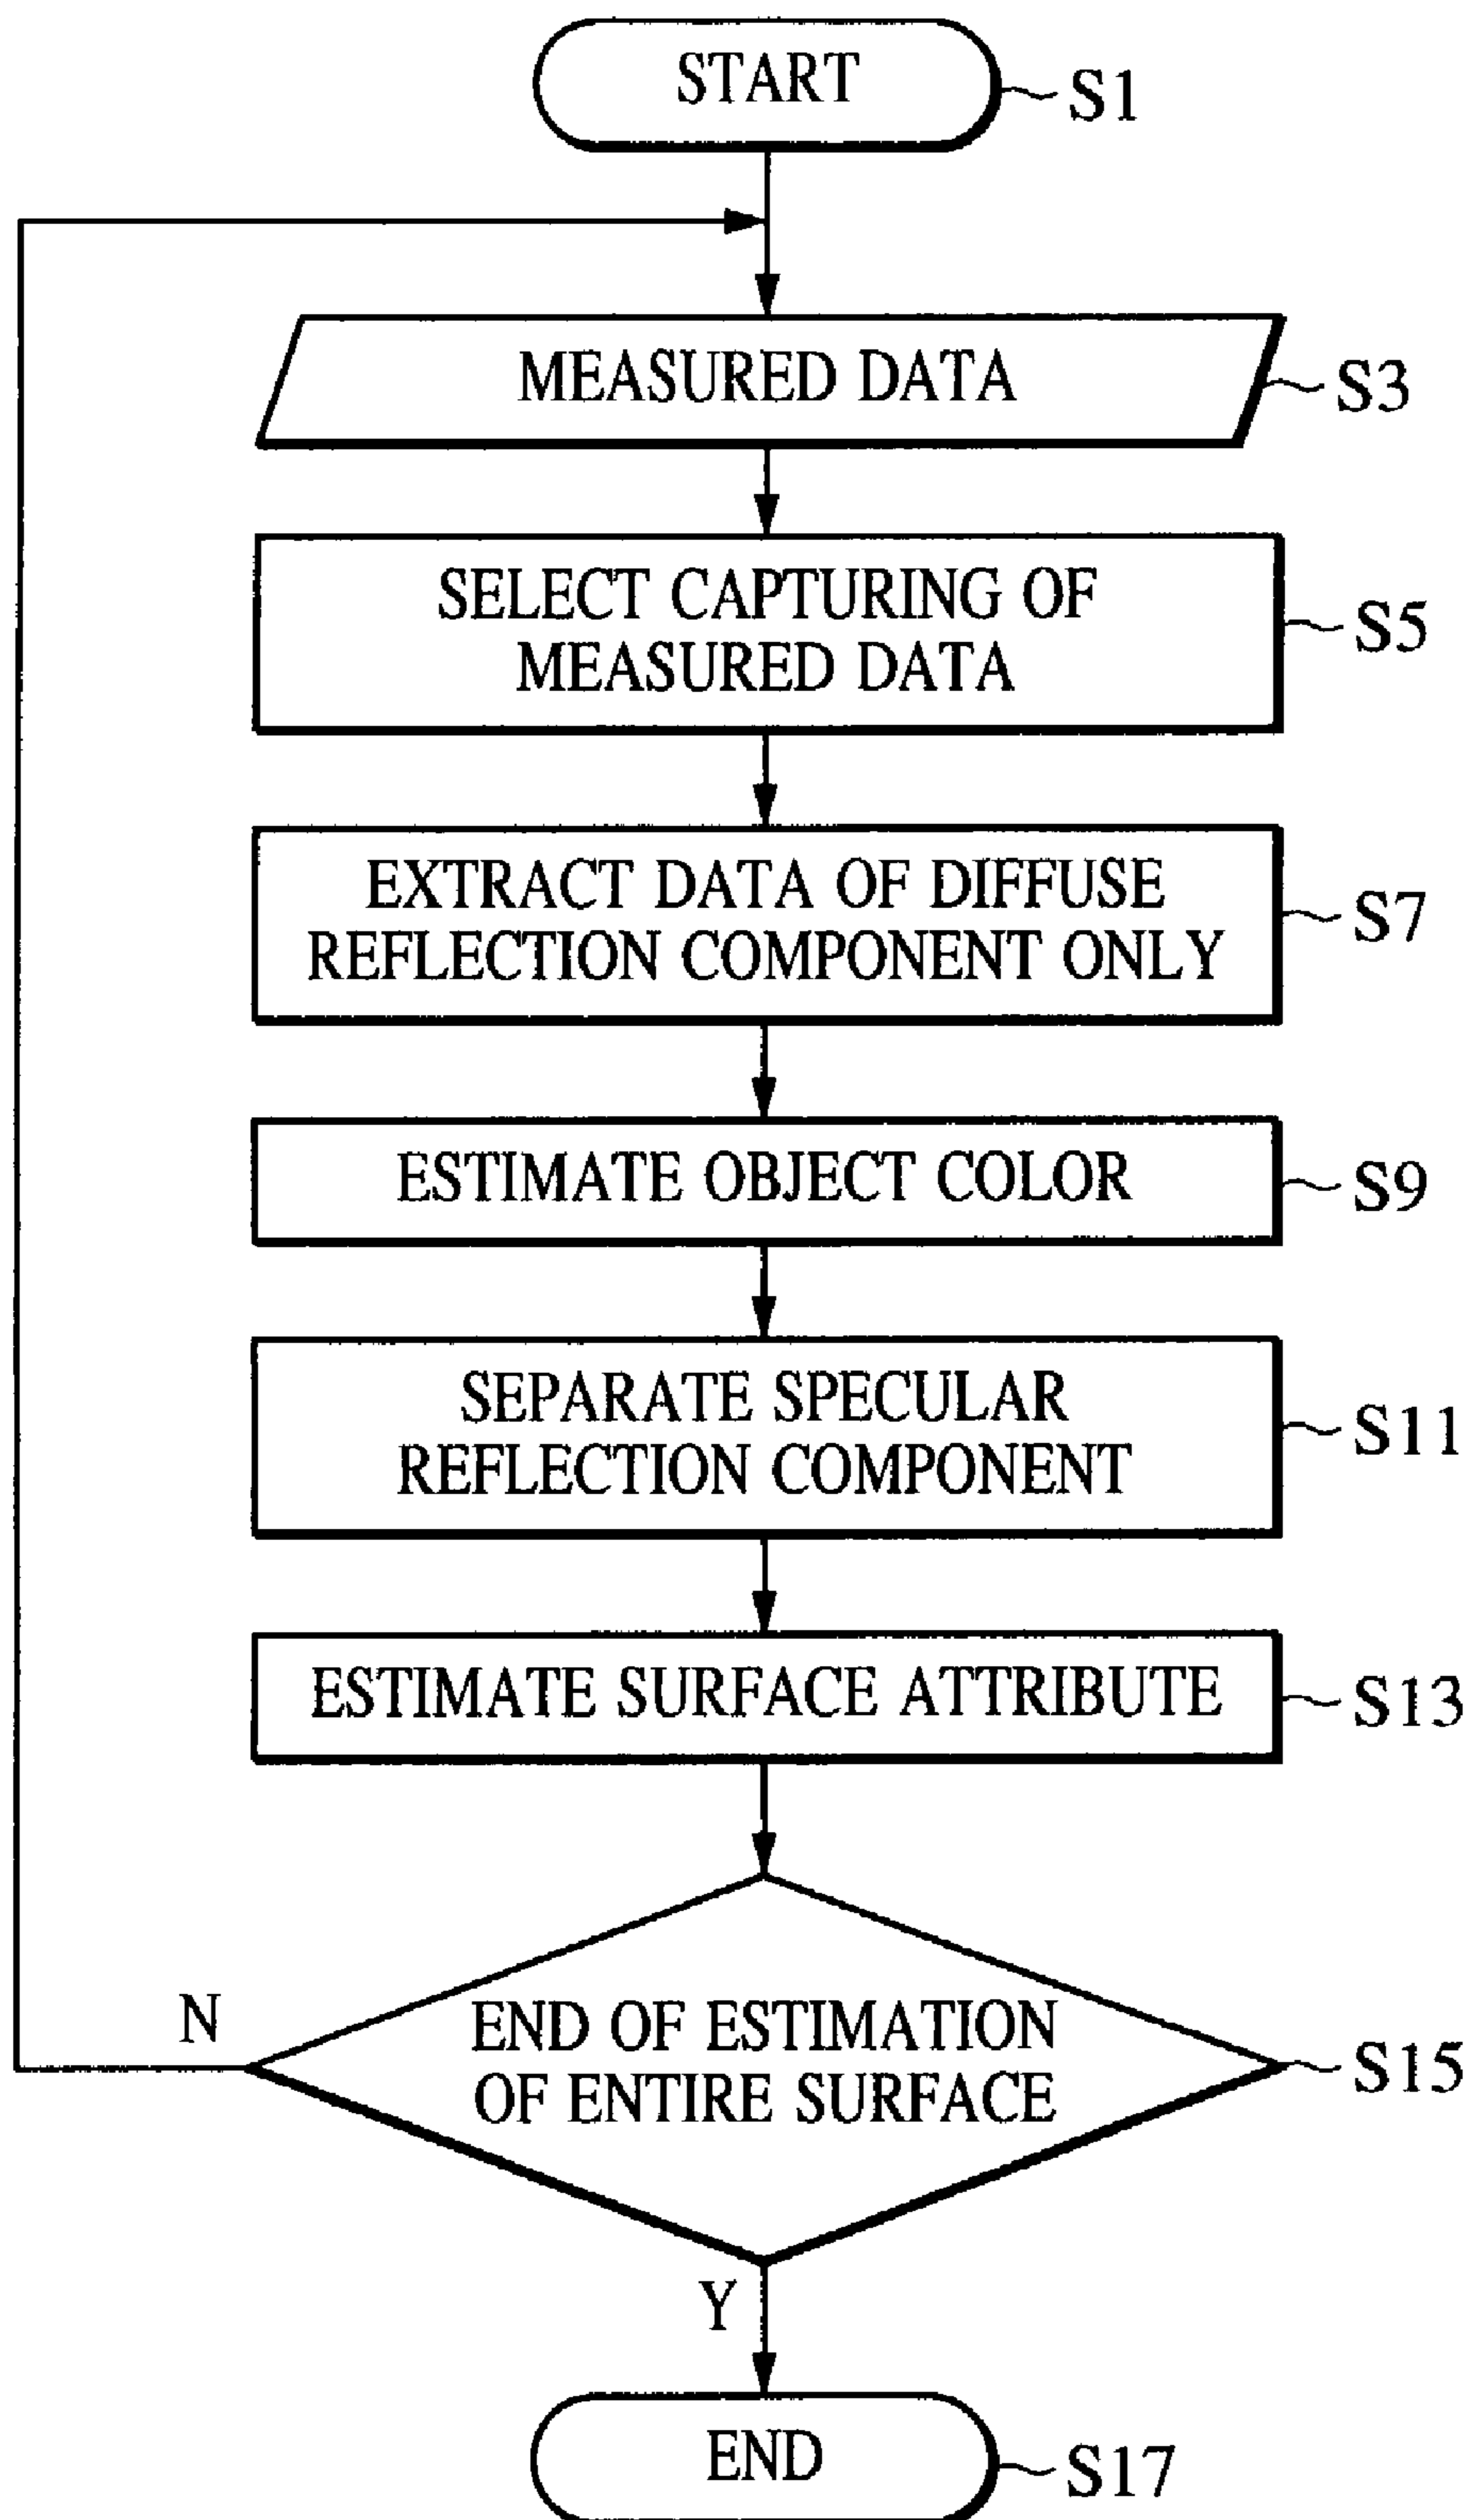 START
S1
MEASURED DATA
S3
SELECT CAPTURING OF
MEASURED DATA
S5
EXTRACT DATA OF DIFFUSE
REFLECTION COMPONENT ONLY
S7
ESTIMATE OBJECT COLOR
S9
SEPARATE SPECULAR
REFLECTION COMPONENT
S11
ESTIMATE SURFACE ATTRIBUTE
S13
N
END OF ESTIMATION
OF ENTIRE SURFACE
S15
Y
END
S17